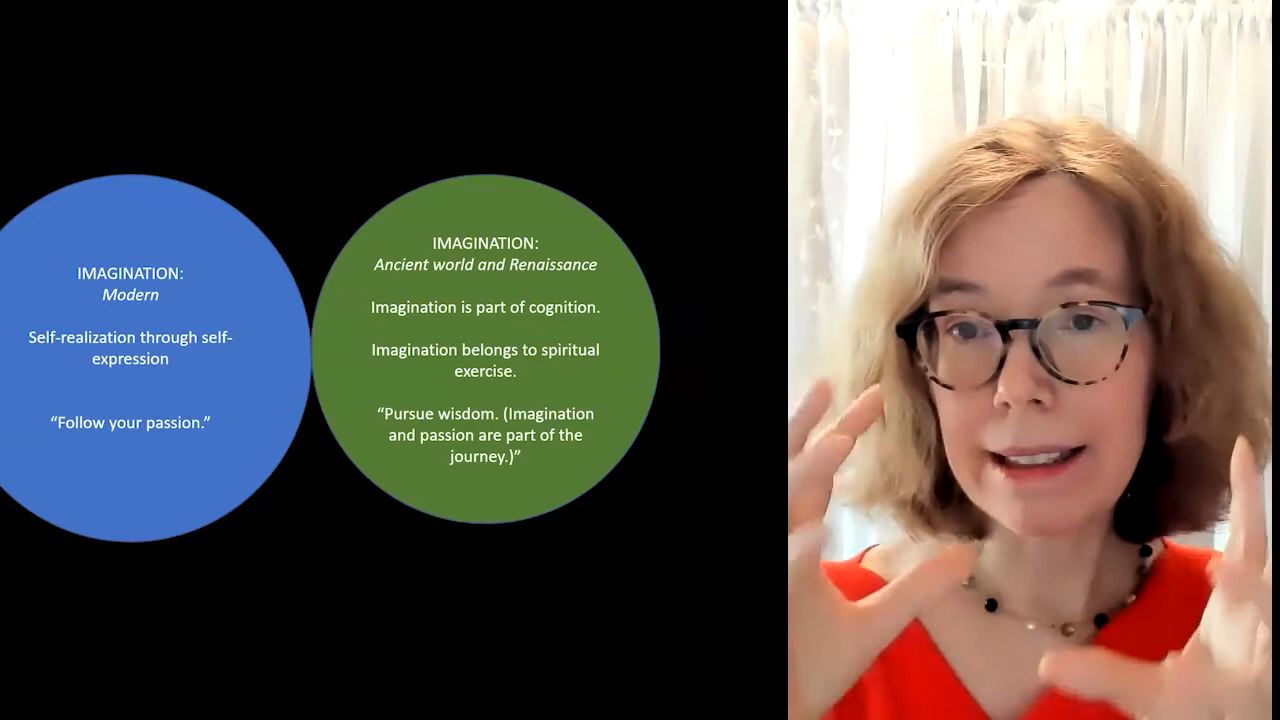 IMAGINATION:
Modern
Self-realization through self-
expression
“Follow your passion.”
IMAGINATION:
Ancient world and Renaissance
Imagination is part of cognition.
Imagination belongs to spiritual
exercise.
“Pursue wisdom. (Imagination
and passion are part of the
journey.)”